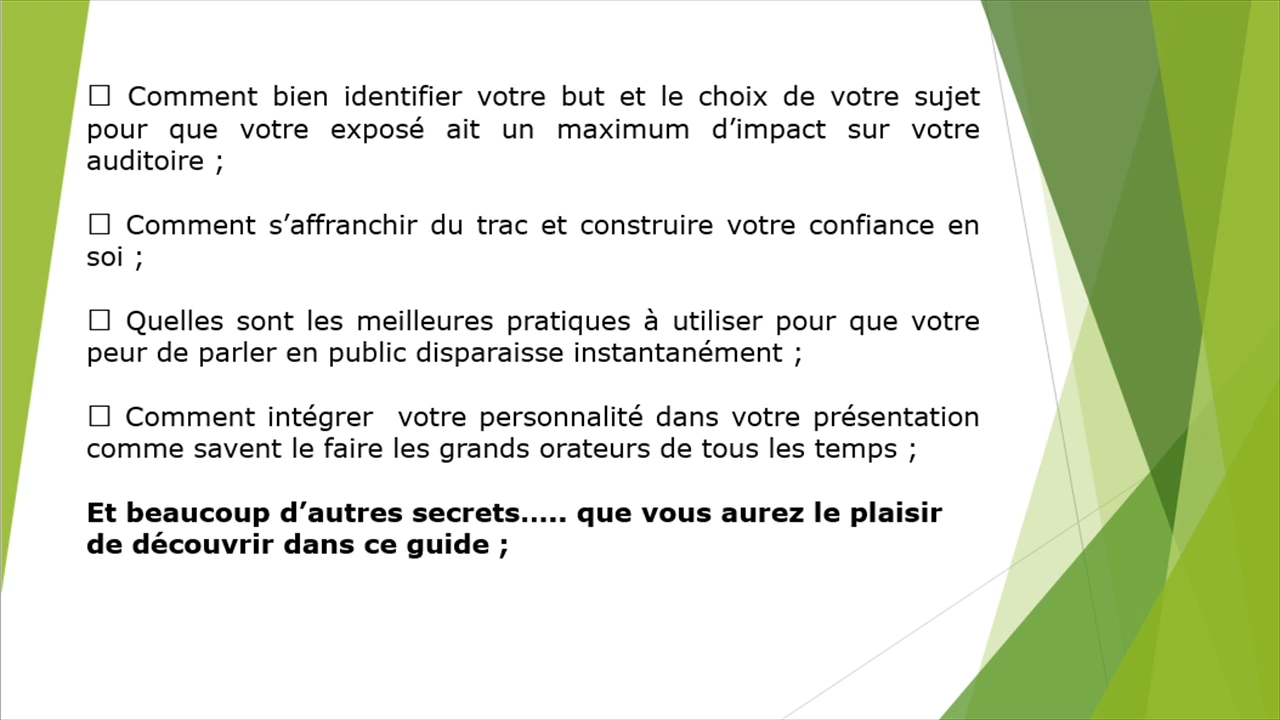 ☐ Comment bien identifier votre but et le choix de votre sujet
pour que votre exposé ait un maximum d’impact sur votre
auditoire ;
☐ Comment s’affranchir du trac et construire votre confiance en
soi ;
☐ Quelles sont les meilleures pratiques à utiliser pour que votre
peur de parler en public disparaisse instantanément ;
☐ Comment intégrer  votre personnalité dans votre présentation
comme savent le faire les grands orateurs de tous les temps ;
Et beaucoup d’autres secrets..... que vous aurez le plaisir
de découvrir dans ce guide ;